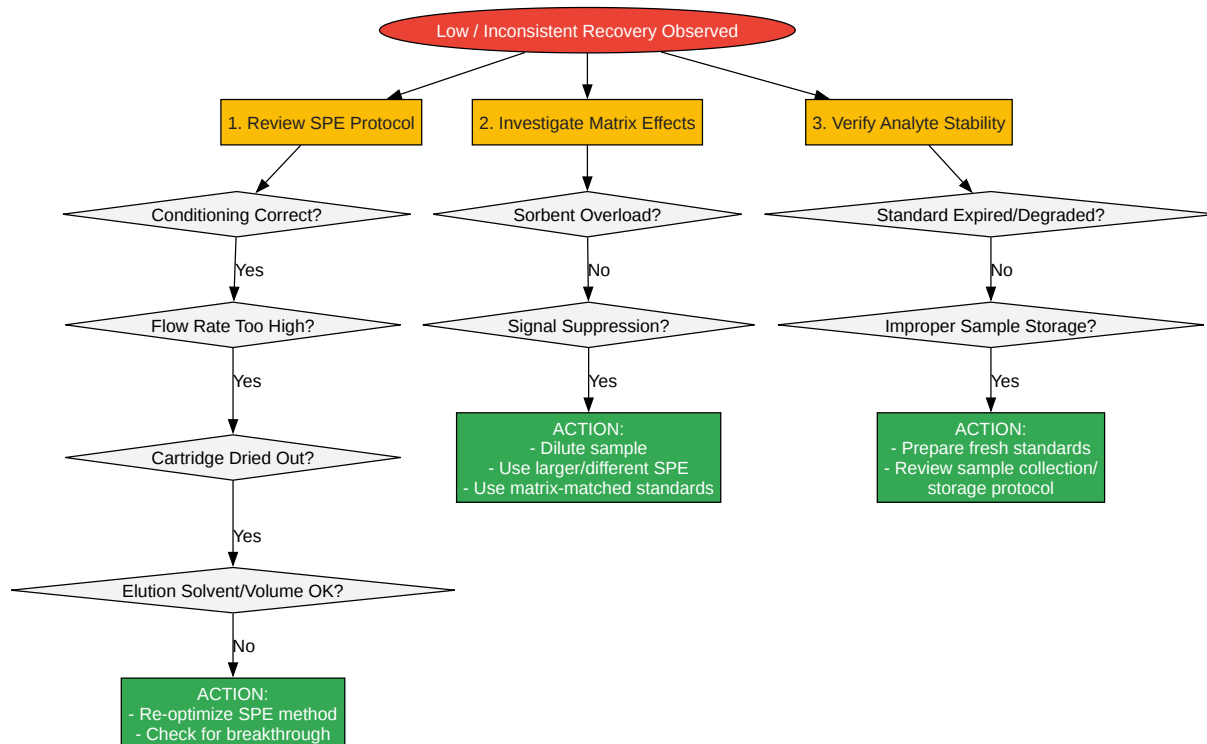 Low / Inconsistent Recovery Observed
1. Review SPE Protocol
2. Investigate Matrix Effects
3. Verify Analyte Stability
Conditioning Correct?
Sorbent Overload?
Standard Expired/Degraded?
Yes
No
No
Flow Rate Too High?
Signal Suppression?
Improper Sample Storage?
Yes
Yes
Yes
Cartridge Dried Out?
ACTION:
- Dilute sample
- Use larger/different SPE
- Use matrix-matched standards
ACTION:
- Prepare fresh standards
- Review sample collection/
storage protocol
Yes
Elution Solvent/Volume OK?
No
ACTION:
- Re-optimize SPE method
- Check for breakthrough